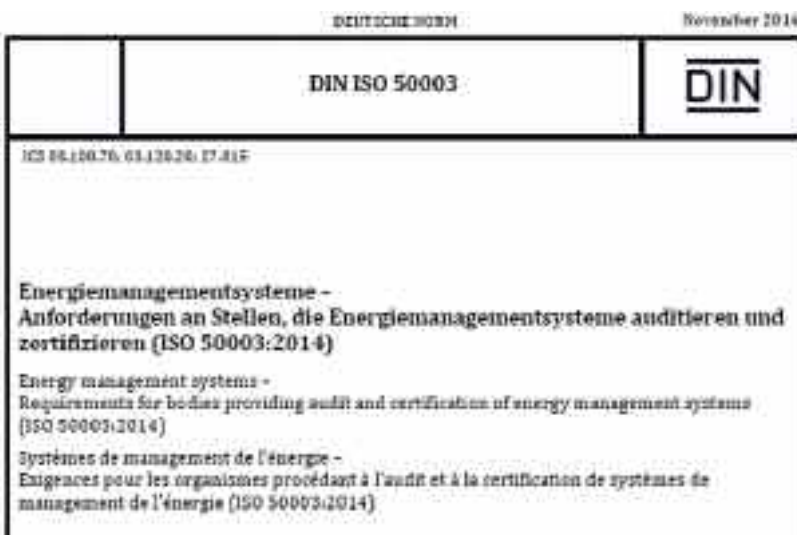 DEUTSCHE NORM
November 2014
DIN ISO 50003
DIN
ICS
Energiemanagementsysteme –
Anforderungen an Stellen, die Energiemanagementsysteme auditieren und
zertifizieren (ISO 50003:2014)
Energy management systems –
Requirements for bodies providing audit and certification of energy management systems
(ISO 50003:2014)
Systèmes de management de l'énergie –
Exigences pour les organismes procédant à l'audit et à la certification de systèmes de
management de l'énergie (ISO 50003:2014)